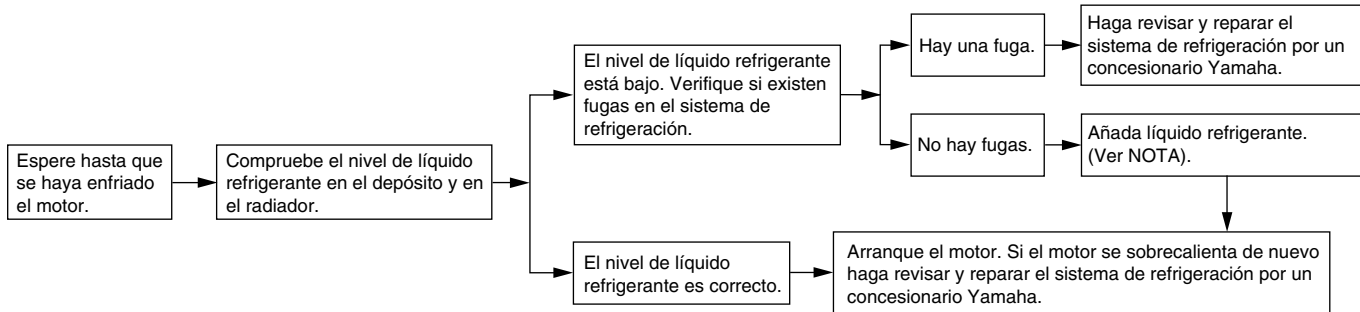 Espere hasta que
se haya enfriado
el motor.
Compruebe el nivel de líquido
refrigerante en el depósito y en
el radiador.
El nivel de líquido refrigerante
está bajo. Verifique si existen
fugas en el sistema de
refrigeración.
Hay una fuga.
Haga revisar y reparar el
sistema de refrigeración por un
concesionario Yamaha.
No hay fugas.
Añada líquido refrigerante.
(Ver NOTA).
El nivel de líquido
refrigerante es correcto.
Arranque el motor. Si el motor se sobrecalienta de nuevo
haga revisar y reparar el sistema de refrigeración por un
concesionario Yamaha.